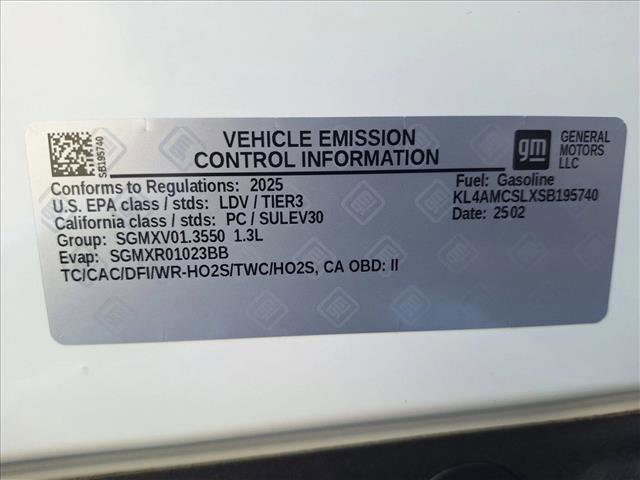 SB195740
VEHICLE EMISSION
CONTROL INFORMATION
gm
GENERAL
MOTORS
LLC
Conforms to Regulations: 2025
U.S. EPA class / stds: LDV / TIER3
California class / stds: PC / SULEV30
Group: SGMXV01.3550 1.3L
Evap: SGMXR01023BB
TC/CAC/DFI/WR-HO2S/TWC/HO2S, CA OBD: II
Fuel: Gasoline
KL4AMCSLXSB195740
Date: 2502